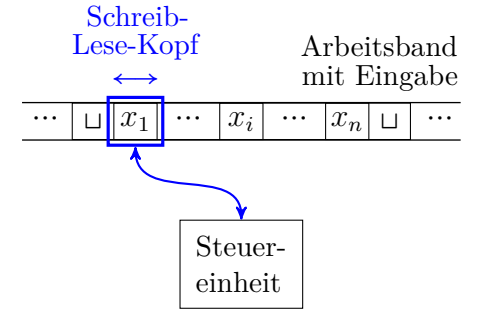 Schreib-
Lese-Kopf
Arbeitsband
mit Eingabe
··· ⊔ x₁ ··· xᵢ ··· xₙ ⊔ ···
Steuer-
einheit